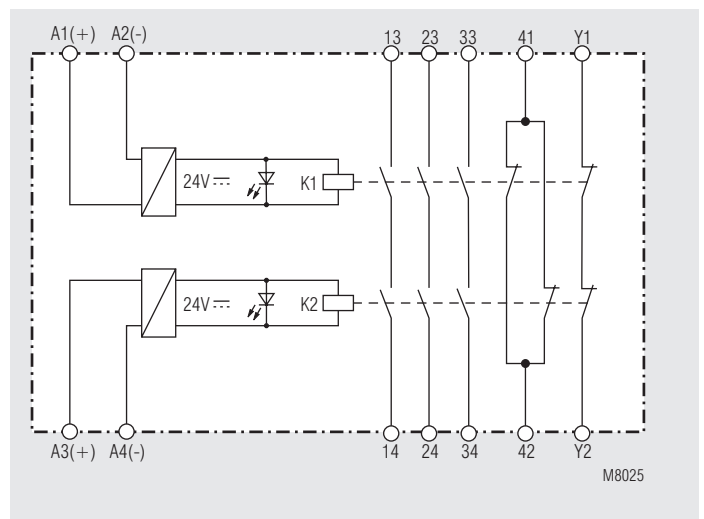 A1(+) A2(-) 13 23 33 41 Y1
24V K1
24V K2
A3(+) A4(-) 14 24 34 42 Y2
M8025